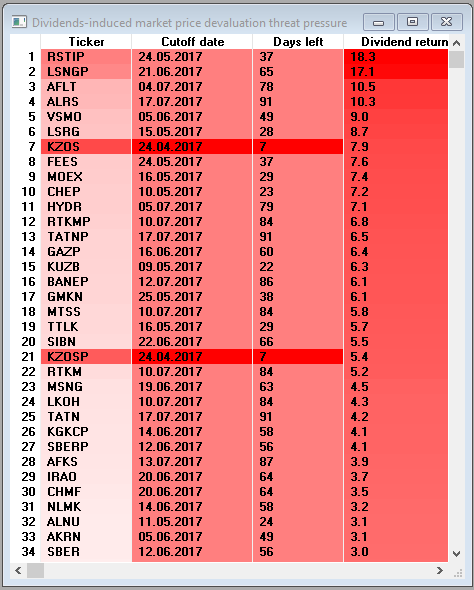 Dividends-induced market price devaluation threat pressure
Ticker Cutoff date Days left Dividend return
1 RSTIP 24.05.2017 37 18.3
2 LSNGP 21.06.2017 65 17.1
3 AFLT 04.07.2017 78 10.5
4 ALRS 17.07.2017 91 10.3
5 VSMO 05.06.2017 49 9.0
6 LSRG 15.05.2017 28 8.7
7 KZOS 24.04.2017 7 7.9
8 FEES 24.05.2017 37 7.6
9 MOEX 16.05.2017 29 7.4
10 CHEP 10.05.2017 23 7.2
11 HYDR 05.07.2017 79 7.1
12 RTKMP 10.07.2017 84 6.8
13 TATNP 17.07.2017 91 6.5
14 GAZP 16.06.2017 60 6.4
15 KUZB 09.05.2017 22 6.3
16 BANEP 12.07.2017 86 6.1
17 GMKN 25.05.2017 38 6.1
18 MTSS 10.07.2017 84 5.8
19 TTLK 16.05.2017 29 5.7
20 SIBN 22.06.2017 66 5.5
21 KZOSP 24.04.2017 7 5.4
22 RTKM 10.07.2017 84 5.2
23 MSNG 19.06.2017 63 4.5
24 LKOH 10.07.2017 84 4.3
25 TATN 17.07.2017 91 4.2
26 KGKCP 14.06.2017 58 4.1
27 SBERP 12.06.2017 56 4.1
28 AFKS 13.07.2017 87 3.9
29 IRAO 20.06.2017 64 3.7
30 CHMF 20.06.2017 64 3.5
31 NLMK 14.06.2017 58 3.2
32 ALNU 11.05.2017 24 3.1
33 AKRN 05.06.2017 49 3.1
34 SBER 12.06.2017 56 3.0